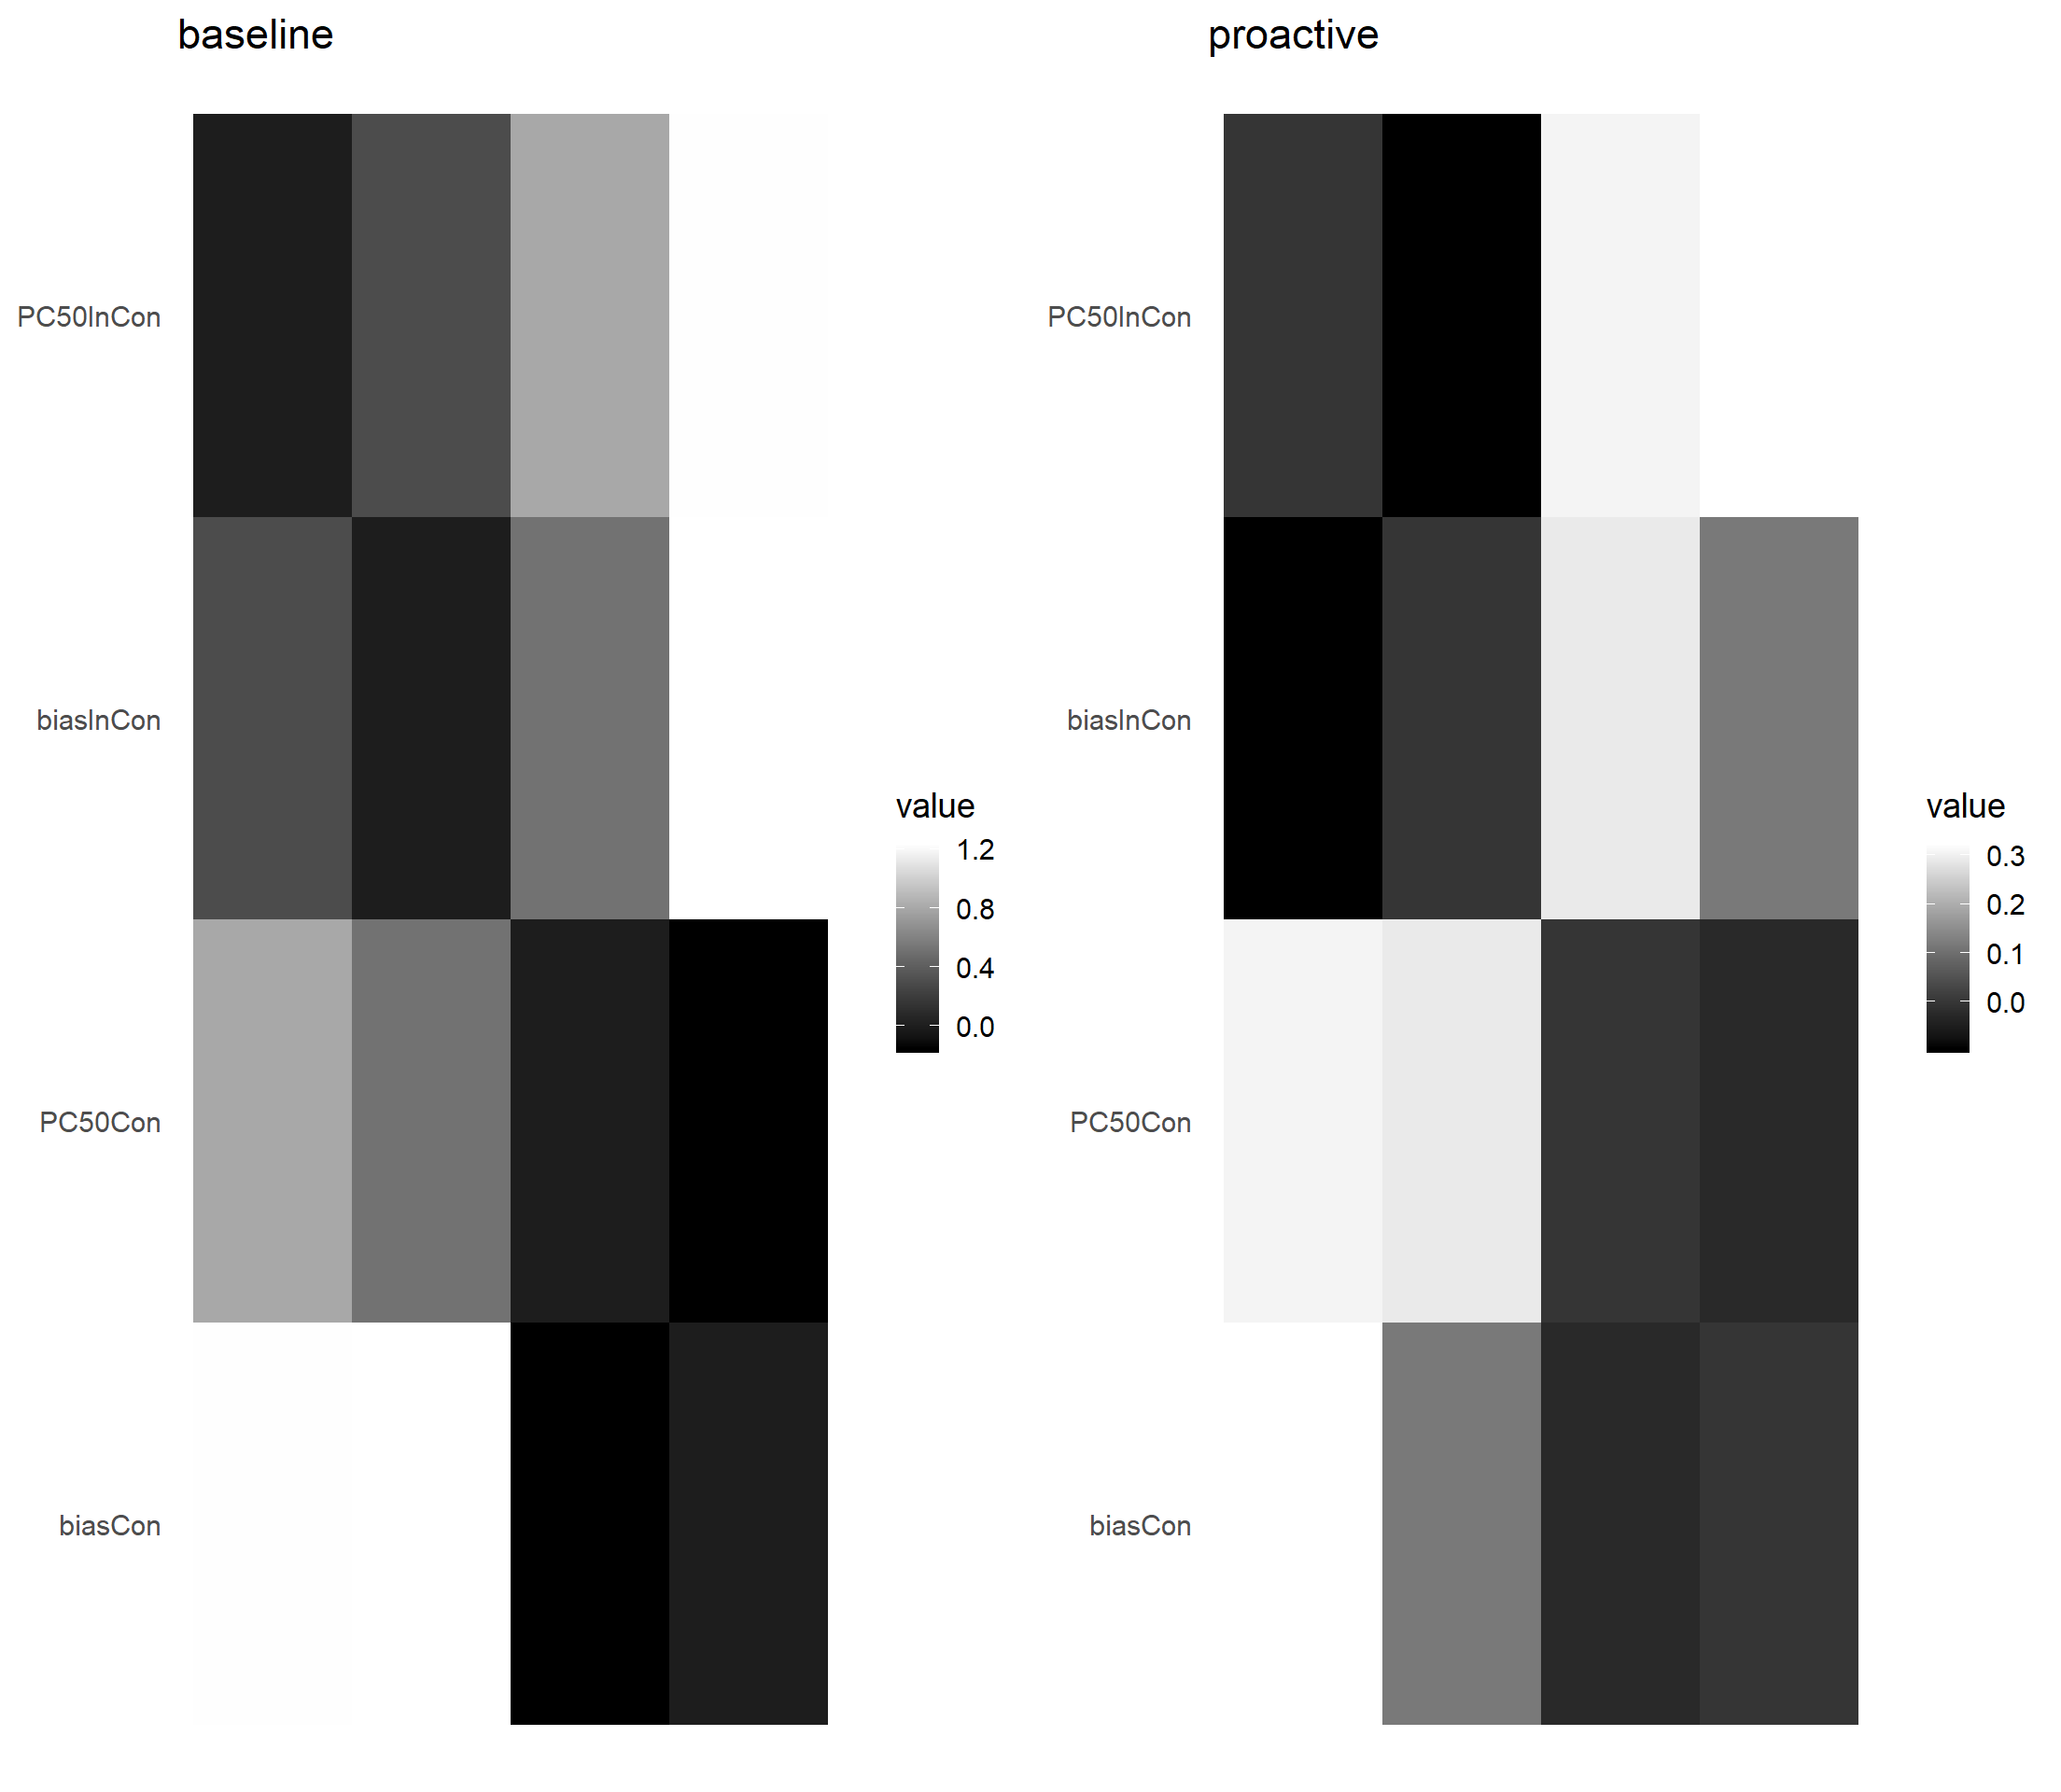 baseline
PC50InCon
biasInCon
PC50Con
biasCon
value
1.2
0.8
0.4
0.0
proactive
PC50InCon
biasInCon
PC50Con
biasCon
value
0.3
0.2
0.1
0.0